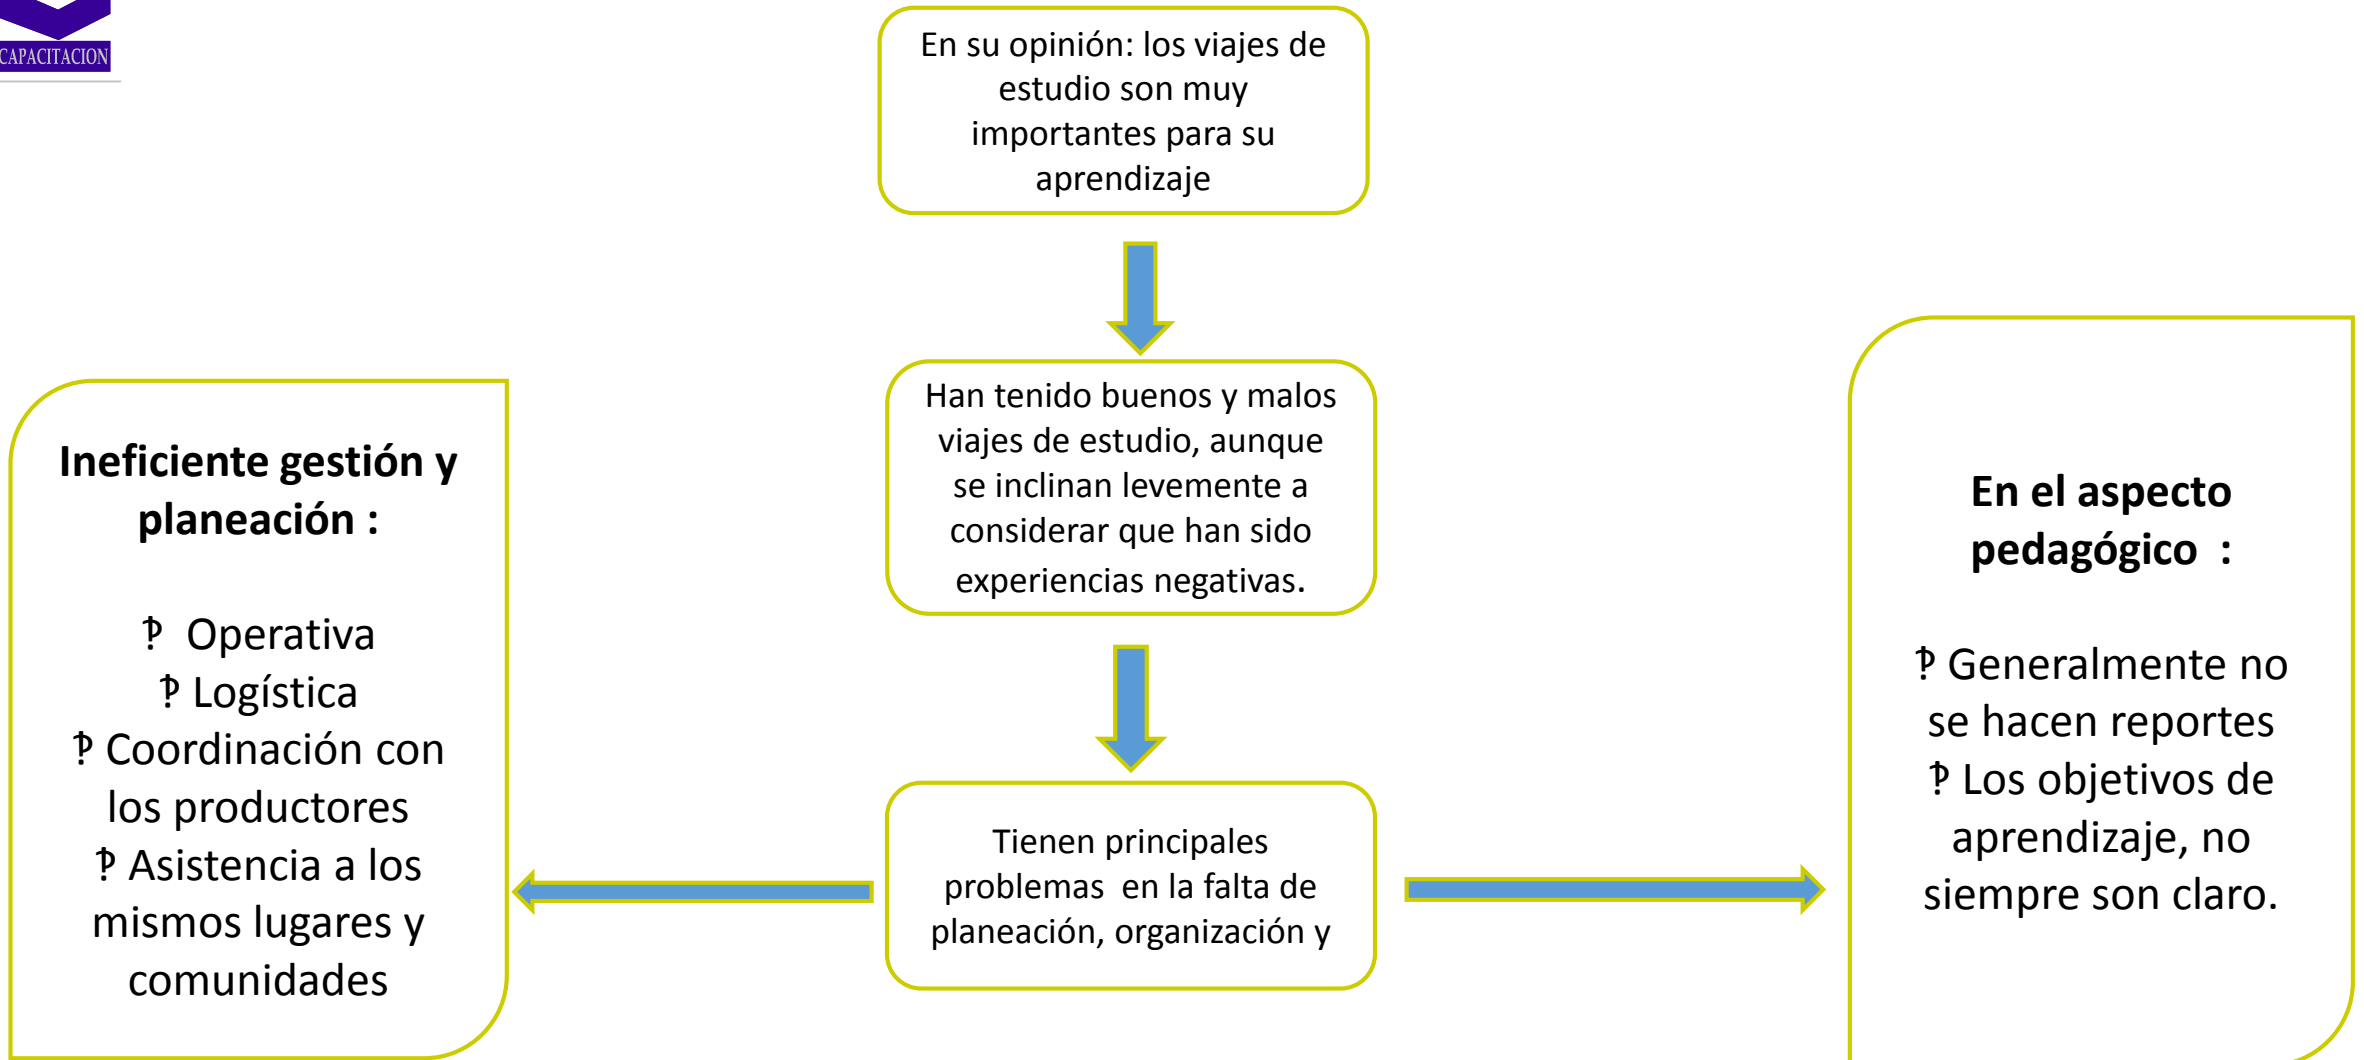 CAPACITACION
En su opinión: los viajes de
estudio son muy
importantes para su
aprendizaje
Han tenido buenos y malos
viajes de estudio, aunque
se inclinan levemente a
considerar que han sido
experiencias negativas.
Tienen principales
problemas en la falta de
planeación, organización y
Ineficiente gestión y
planeación :
Operativa
Logística
Coordinación con
los productores
Asistencia a los
mismos lugares y
comunidades
En el aspecto
pedagógico :
Generalmente no
se hacen reportes
Los objetivos de
aprendizaje, no
siempre son claro.